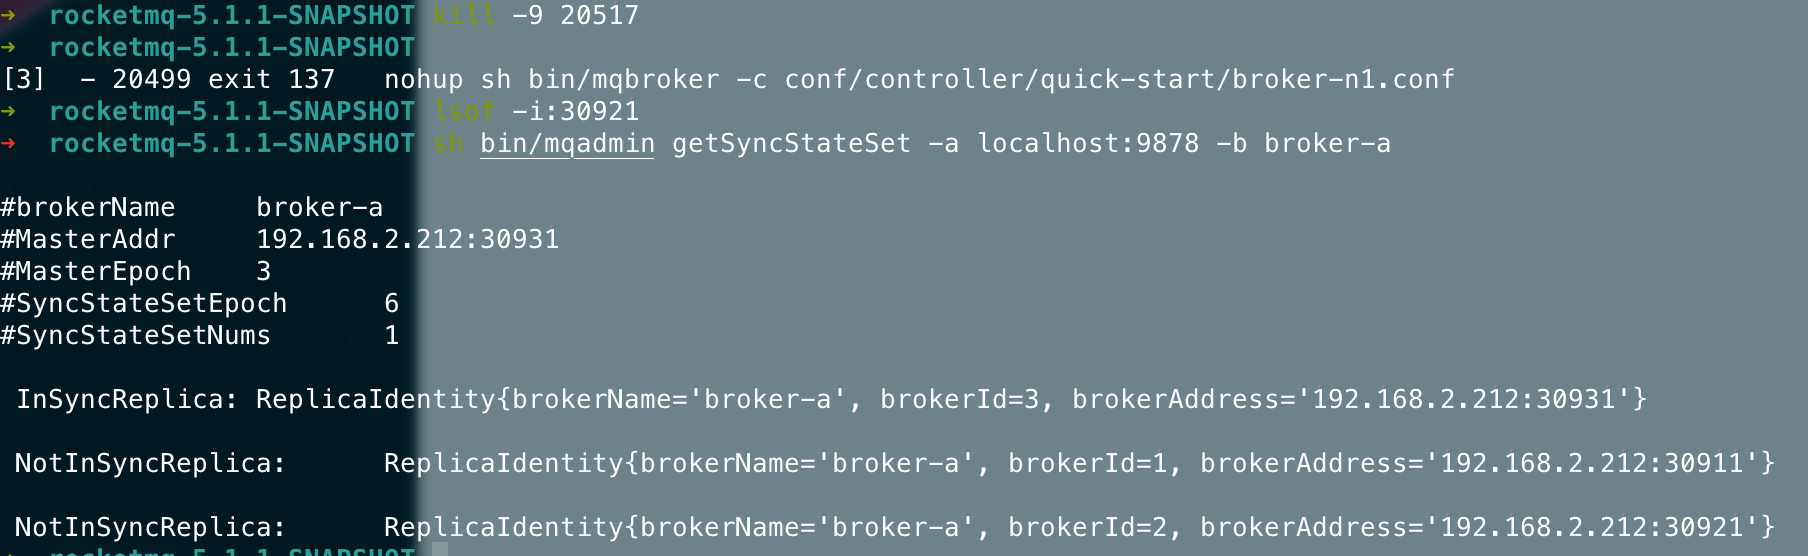 ➜ rocketmq-5.1.1-SNAPSHOT kill -9 20517
➜ rocketmq-5.1.1-SNAPSHOT
[3]  - 20499 exit 137   nohup sh bin/mqbroker -c conf/controller/quick-start/broker-n1.conf
➜ rocketmq-5.1.1-SNAPSHOT lsof -i:30921
➜ rocketmq-5.1.1-SNAPSHOT sh bin/mqadmin getSyncStateSet -a localhost:9878 -b broker-a
#brokerName     broker-a
#MasterAddr     192.168.2.212:30931
#MasterEpoch    3
#SyncStateSetEpoch      6
#SyncStateSetNums       1
InSyncReplica: ReplicaIdentity{brokerName='broker-a', brokerId=3, brokerAddress='192.168.2.212:30931'}
NotInSyncReplica:      ReplicaIdentity{brokerName='broker-a', brokerId=1, brokerAddress='192.168.2.212:30911'}
NotInSyncReplica:      ReplicaIdentity{brokerName='broker-a', brokerId=2, brokerAddress='192.168.2.212:30921'}
rocketmq-5.1.1-SNAPSHOT